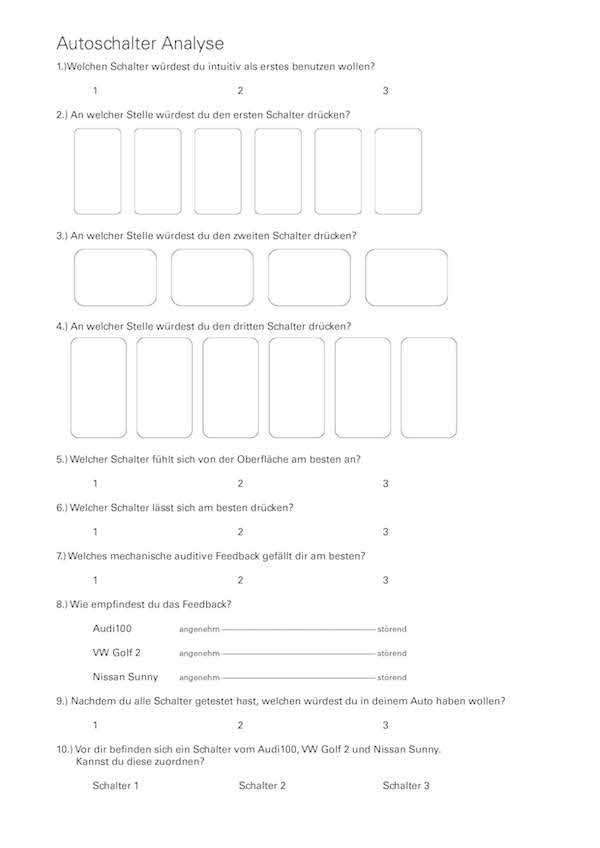 Autoschalter Analyse
1.)Welchen Schalter würdest du intuitiv als erstes benutzen wollen?
1 2 3
2.) An welcher Stelle würdest du den ersten Schalter drücken?
3.) An welcher Stelle würdest du den zweiten Schalter drücken?
4.) An welcher Stelle würdest du den dritten Schalter drücken?
5.) Welcher Schalter fühlt sich von der Oberfläche am besten an?
1 2 3
6.) Welcher Schalter lässt sich am besten drücken?
1 2 3
7.) Welches mechanische auditive Feedback gefällt dir am besten?
1 2 3
8.) Wie empfindest du das Feedback?
Audi100 angenehm störend
VW Golf 2 angenehm störend
Nissan Sunny angenehm störend
9.) Nachdem du alle Schalter getestet hast, welchen würdest du in deinem Auto haben wollen?
1 2 3
10.) Vor dir befinden sich ein Schalter vom Audi100, VW Golf 2 und Nissan Sunny.
Kannst du diese zuordnen?
Schalter 1 Schalter 2 Schalter 3